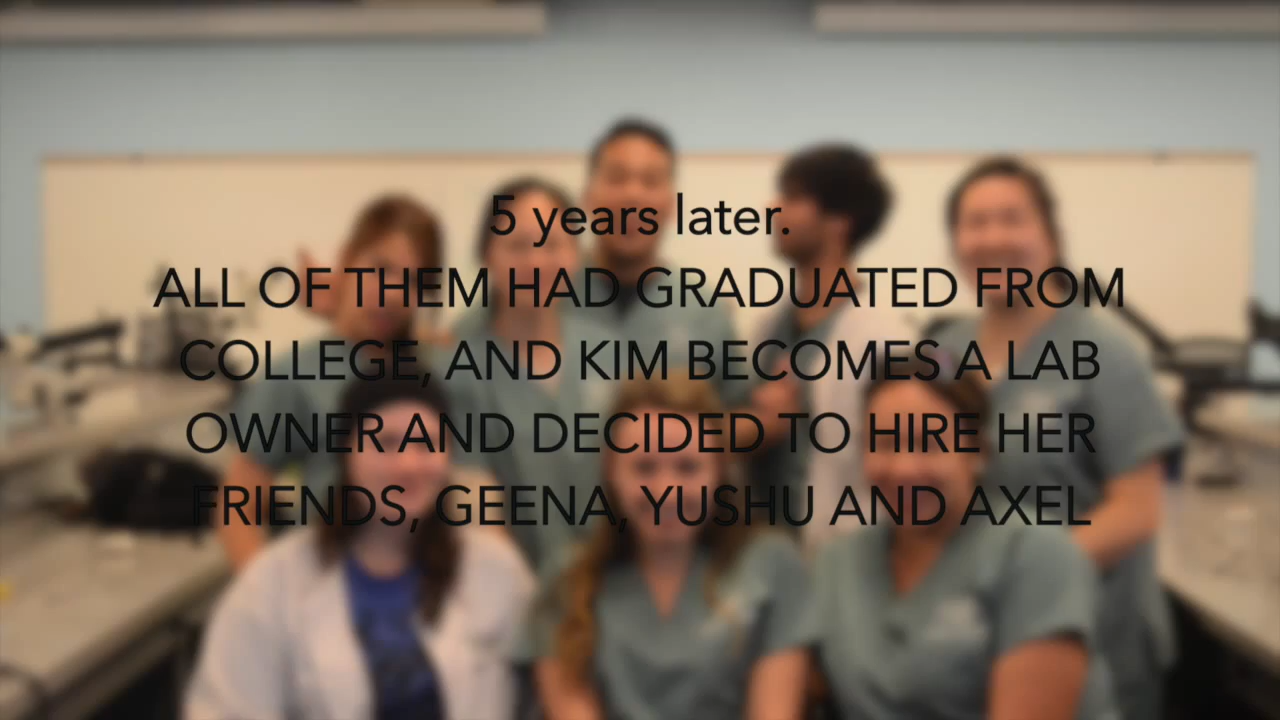 5 years later.
ALL OF THEM HAD GRADUATED FROM
COLLEGE, AND KIM BECOMES A LAB
OWNER AND DECIDED TO HIRE HER
FRIENDS, GEENA, YUSHU AND AXEL